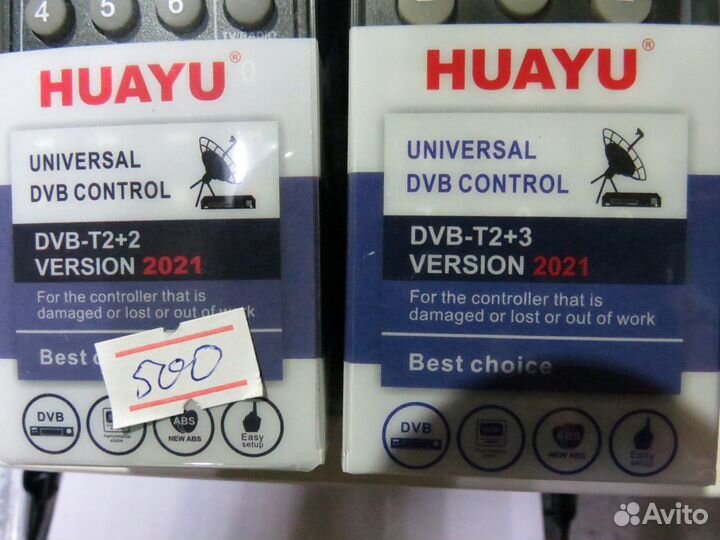 4 5 6
TV/RADIO
HUAYU®
UNIVERSAL
DVB CONTROL
DVB-T2+2
VERSION 2021
For the controller that is
damaged or lost or out of work
Best
500
DVB
ABS
NEW ABS
Easy
setup
HUAYU®
UNIVERSAL
DVB CONTROL
DVB-T2+3
VERSION 2021
For the controller that is
damaged or lost or out of work
Best choice
DVB
ABS
NEW ABS
Easy
setup
Avito